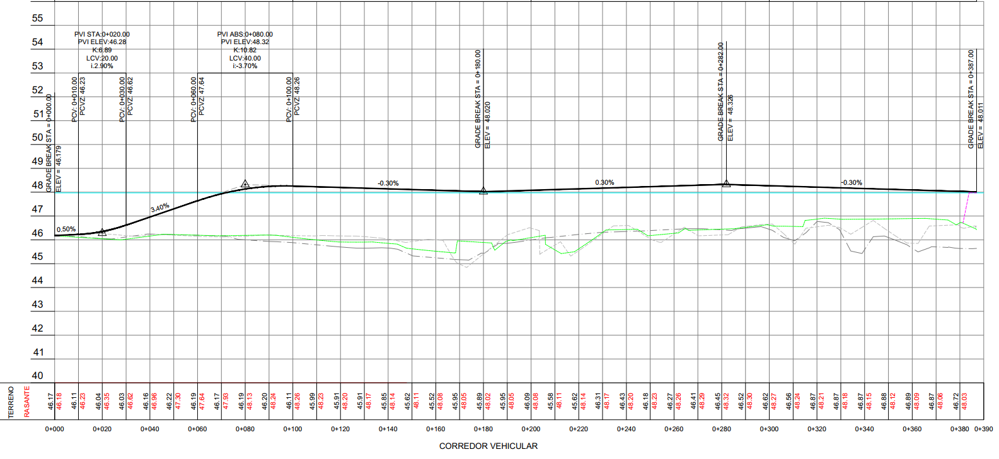 55
54
53
52
51
50
49
48
47
46
45
44
43
42
41
40
PVI STA:0+020.00
PVI ELEV:46.28
K:6.89
LCV:20.00
i.2.90%
PVI ABS:0+080.00
PVI ELEV:48.32
K:10.82
LCV:40.00
i:-3.70%
GRADE BREAK STA = 0+000.00
ELEV = 46.179
PCV: 0+010.00
PCVZ: 46.23
PCV: 0+030.00
PCVZ: 46.62
PCV: 0+060.00
PCVZ: 47.64
PCV: 0+100.00
PCVZ: 48.26
GRADE BREAK STA = 0+180.00
ELEV = 48.020
GRADE BREAK STA = 0+282.00
ELEV = 48.326
GRADE BREAK STA = 0+387.00
ELEV = 48.011
0.50%
3.40%
-0.30%
0.30%
-0.30%
TERRENO
46.17 46.11 46.04 46.03 46.16 46.22 46.19 46.17 46.19 46.20 46.11 45.99 45.91 45.91 45.85 45.62 45.52 45.95 45.89 45.95 46.09 45.58 45.62 46.31 46.43 46.18 46.27 46.41 46.45 46.52 46.62 46.56 46.87 46.87 46.87 46.88 46.89 46.87 46.72
RASANTE
46.18 46.23 46.35 46.62 46.96 47.30 47.64 47.93 48.13 48.24 48.26 48.23 48.20 48.17 48.14 48.11 48.08 48.05 48.02 48.05 48.08 48.11 48.14 48.17 48.20 48.23 48.26 48.29 48.32 48.30 48.27 48.24 48.21 48.18 48.15 48.12 48.09 48.06 48.03
0+000 0+020 0+040 0+060 0+080 0+100 0+120 0+140 0+160 0+180 0+200 0+220 0+240 0+260 0+280 0+300 0+320 0+340 0+360 0+380 0+390
CORREDOR VEHICULAR